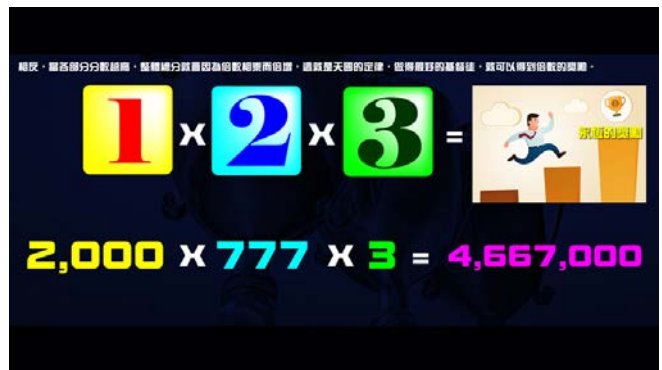 相反，當各部分分數越高，整體總分就會因為倍數相乘而倍增，這就是天國的定律，做得最好的基督徒，就可以得到倍數的獎勵。
1 x 2 x 3 = 永恆的獎勵
2,000 x 777 x 3 = 4,667,000